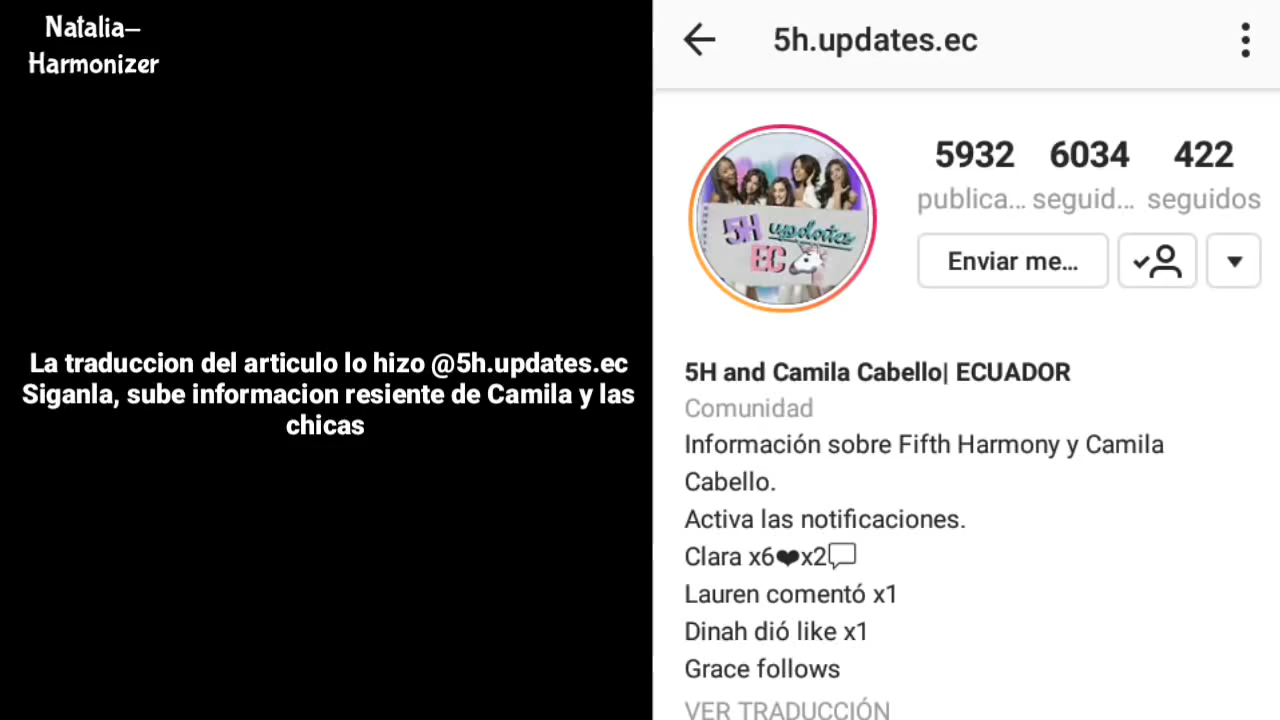 Natalia-
Harmonizer
La traduccion del articulo lo hizo @5h.updates.ec
Siganla, sube informacion resiente de Camila y las
chicas
5h.updates.ec
5932 6034 422
publica... seguid... seguidos
Enviar me...
5H updates
EC
5H and Camila Cabello| ECUADOR
Comunidad
Información sobre Fifth Harmony y Camila
Cabello.
Activa las notificaciones.
Clara x6❤x2💬
Lauren comentó x1
Dinah dió like x1
Grace follows
VER TRADUCCIÓN